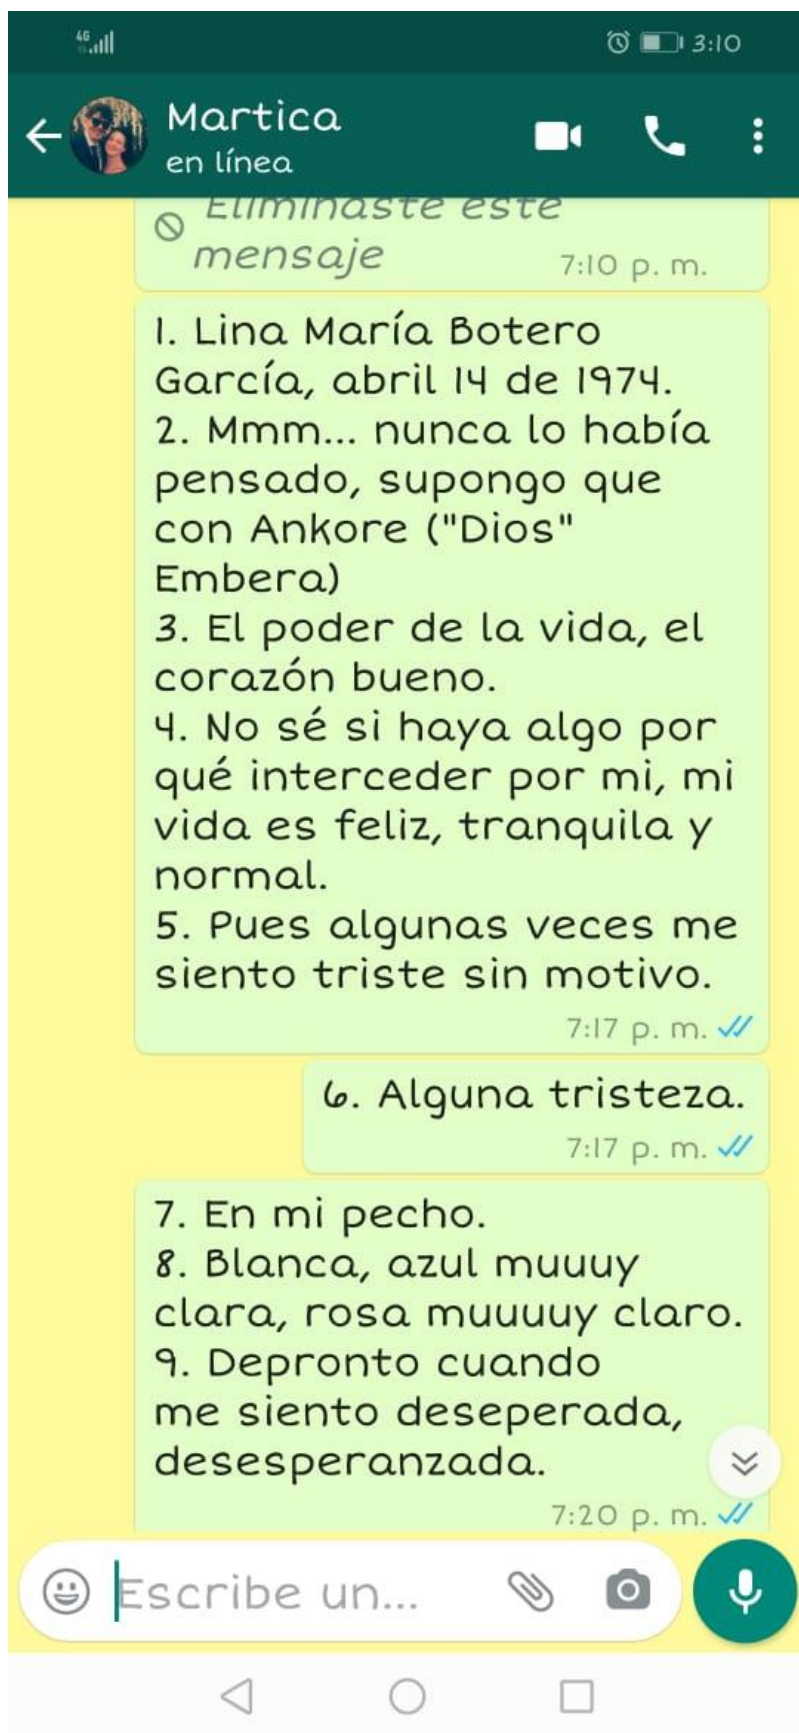 4G
3:10
Martica
en línea
Eliminaste este
mensaje
7:10 p. m.
1. Lina María Botero
García, abril 14 de 1974.
2. Mmm... nunca lo había
pensado, supongo que
con Ankore ("Dios"
Embera)
3. El poder de la vida, el
corazón bueno.
4. No sé si haya algo por
qué interceder por mi, mi
vida es feliz, tranquila y
normal.
5. Pues algunas veces me
siento triste sin motivo.
7:17 p. m.
6. Alguna tristeza.
7:17 p. m.
7. En mi pecho.
8. Blanca, azul muuuy
clara, rosa muuuuy claro.
9. Depronto cuando
me siento deseperada,
desesperanzada.
7:20 p. m.
Escribe un...